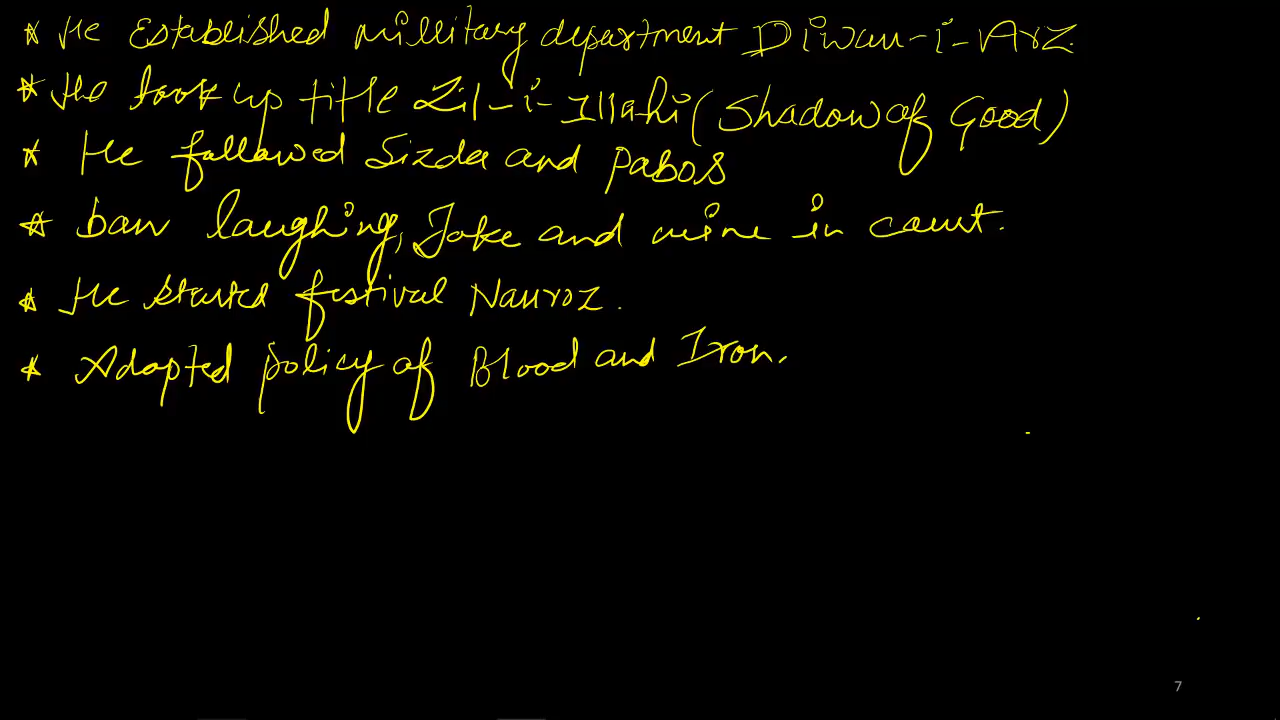 * He Established millitary department Diwan-i-Arz.
* He took up title Zil-i-Illahi (Shadow of Good)
* He followed Sizda and pabos
* ban laughing, Joke and wine in court.
* He started festival Nauroz.
* Adopted policy of Blood and Iron.
7